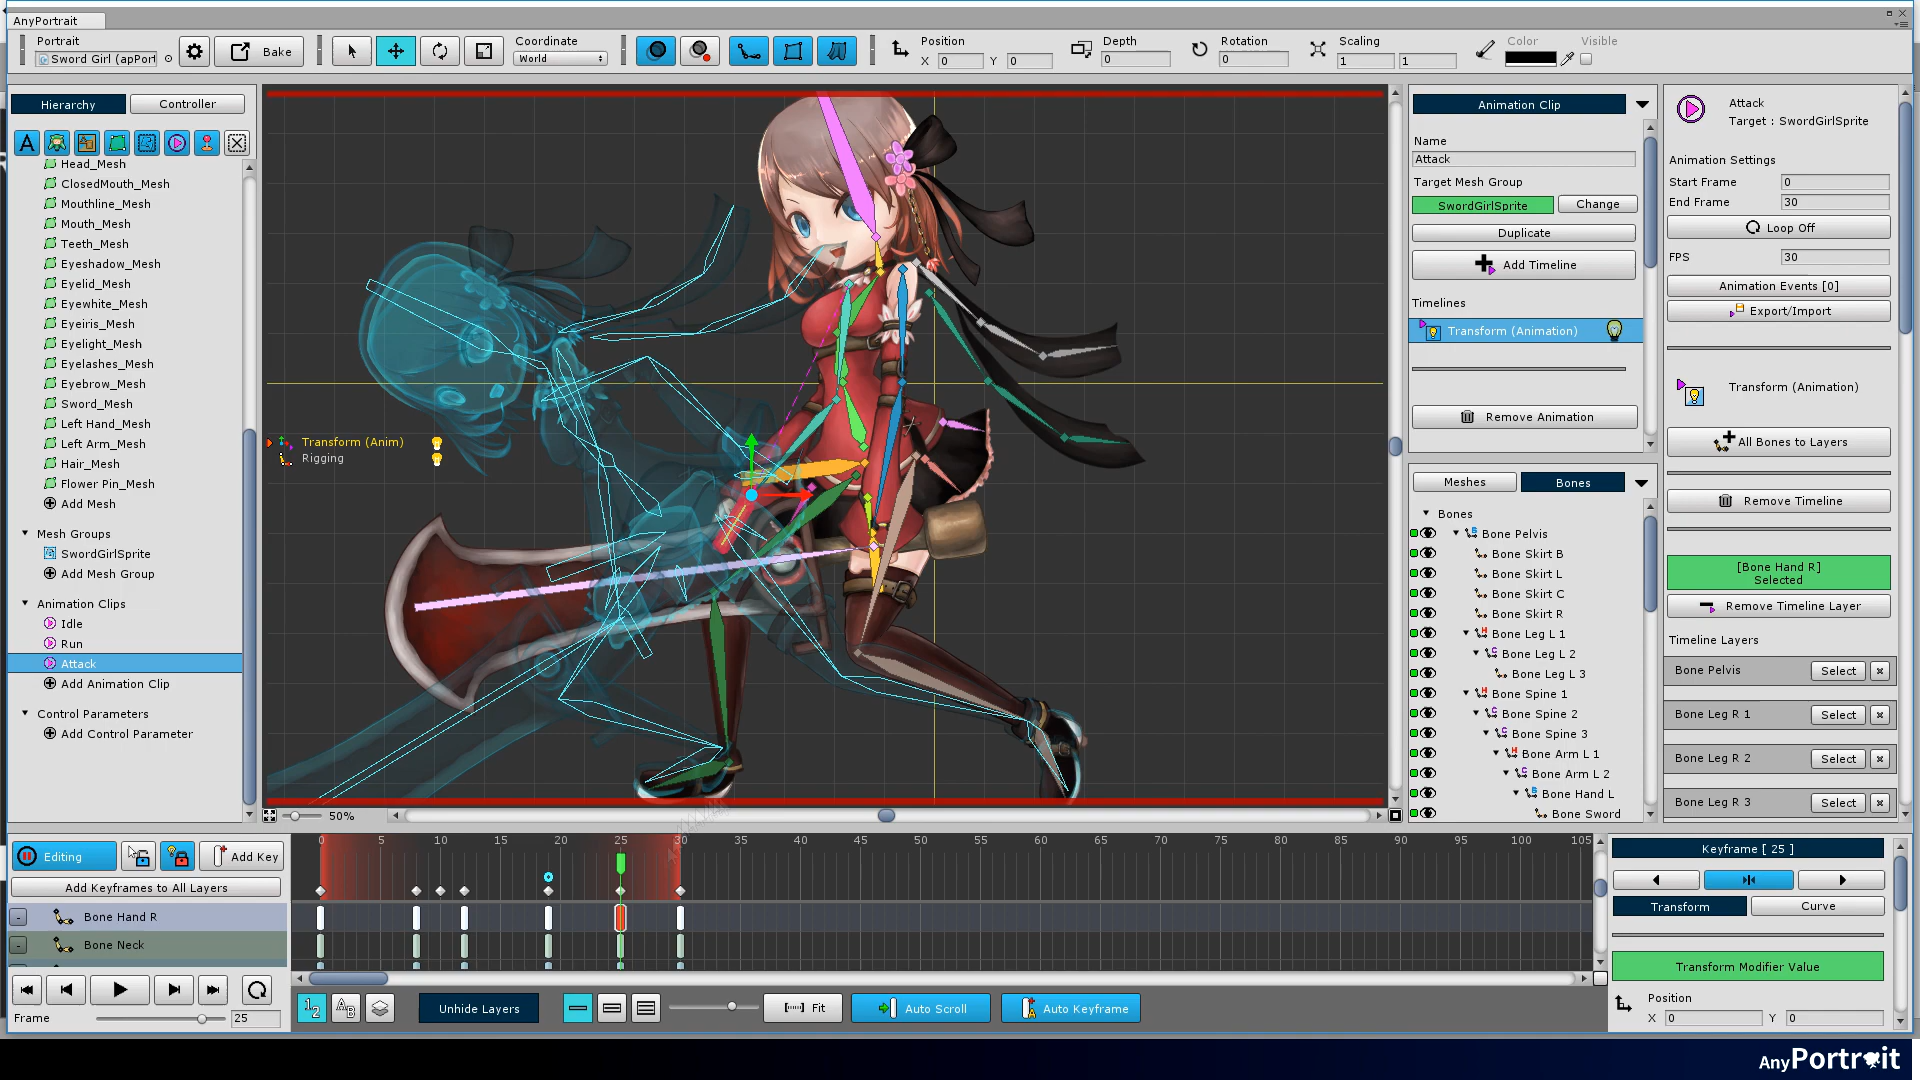 AnyPortrait
Portrait
Sword Girl (apPort
Bake
Coordinate
World
Position
X 0 Y 0
Depth
0
Rotation
0
Scaling
1 1
Color
Visible
Hierarchy
Controller
Head_Mesh
ClosedMouth_Mesh
Mouthline_Mesh
Mouth_Mesh
Teeth_Mesh
Eyeshadow_Mesh
Eyelid_Mesh
Eyewhite_Mesh
Eyeiris_Mesh
Eyelight_Mesh
Eyelashes_Mesh
Eyebrow_Mesh
Sword_Mesh
Left Hand_Mesh
Left Arm_Mesh
Hair_Mesh
Flower Pin_Mesh
Add Mesh
Mesh Groups
SwordGirlSprite
Add Mesh Group
Animation Clips
Idle
Run
Attack
Add Animation Clip
Control Parameters
Add Control Parameter
Transform (Anim)
Rigging
50%
Animation Clip
Name
Attack
Target Mesh Group
SwordGirlSprite
Change
Duplicate
Add Timeline
Timelines
Transform (Animation)
Remove Animation
Meshes
Bones
Bones
Bone Pelvis
Bone Skirt B
Bone Skirt L
Bone Skirt C
Bone Skirt R
Bone Leg L 1
Bone Leg L 2
Bone Leg L 3
Bone Spine 1
Bone Spine 2
Bone Spine 3
Bone Arm L 1
Bone Arm L 2
Bone Hand L
Bone Sword
Attack
Target : SwordGirlSprite
Animation Settings
Start Frame 0
End Frame 30
Loop Off
FPS 30
Animation Events [0]
Export/Import
Transform (Animation)
All Bones to Layers
Remove Timeline
[Bone Hand R]
Selected
Remove Timeline Layer
Timeline Layers
Bone Pelvis Select
Bone Leg R 1 Select
Bone Leg R 2 Select
Bone Leg R 3 Select
Editing
Add Key
Add Keyframes to All Layers
Bone Hand R
Bone Neck
Frame 25
0 5 10 15 20 25 30 35 40 45 50 55 60 65 70 75 80 85 90 95 100 105
Unhide Layers
Fit
Auto Scroll
Auto Keyframe
Keyframe [ 25 ]
Transform
Curve
Transform Modifier Value
Position
X 0 Y 0
AnyPortrait